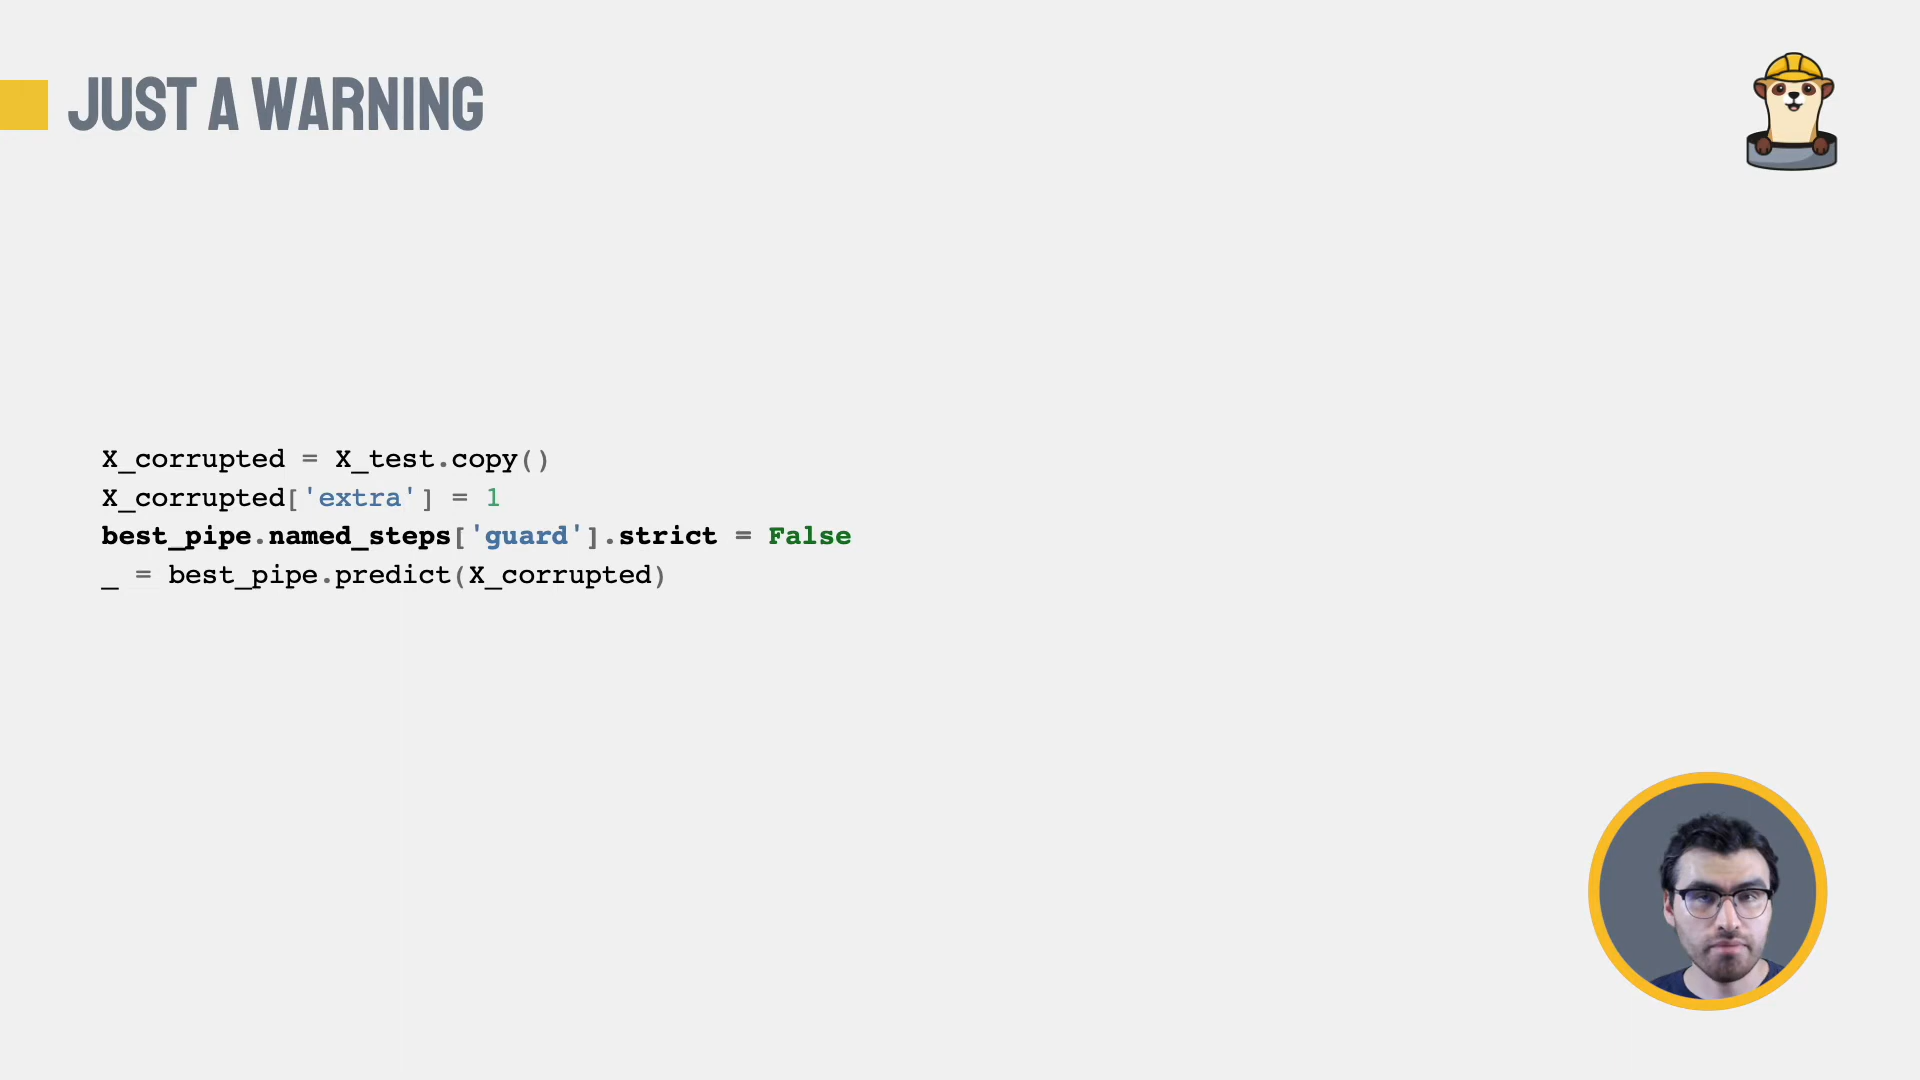 JUST A WARNING
X_corrupted = X_test.copy()
X_corrupted['extra'] = 1
best_pipe.named_steps['guard'].strict = False
_ = best_pipe.predict(X_corrupted)